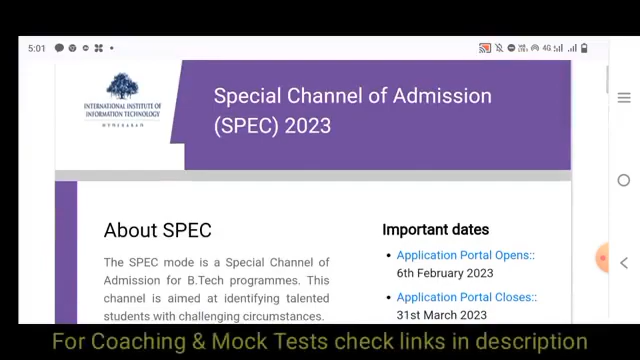 5:01
4G
INTERNATIONAL INSTITUTE OF
INFORMATION TECHNOLOGY
HYDERABAD
Special Channel of Admission
(SPEC) 2023
About SPEC
The SPEC mode is a Special Channel of
Admission for B.Tech programmes. This
channel is aimed at identifying talented
students with challenging circumstances.
Important dates
Application Portal Opens::
6th February 2023
Application Portal Closes::
31st March 2023
For Coaching & Mock Tests check links in description